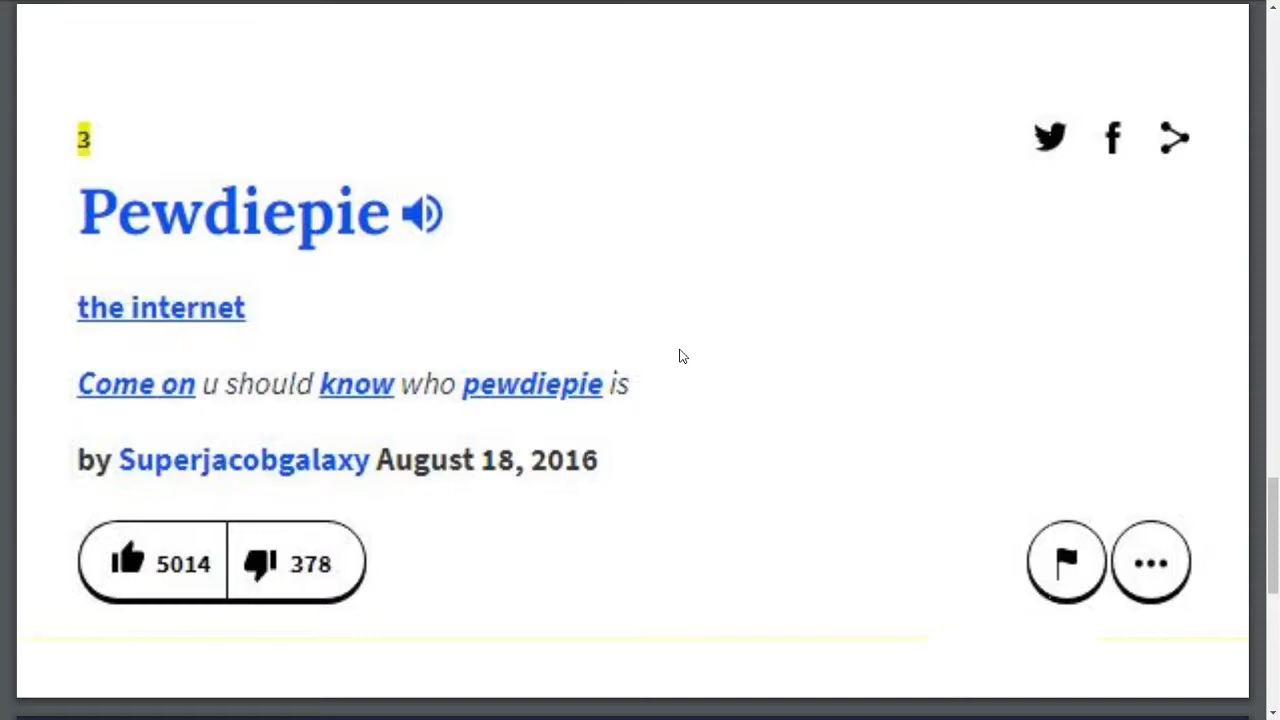 3
Pewdiepie
the internet
Come on u should know who pewdiepie is
by Superjacobgalaxy August 18, 2016
5014 378